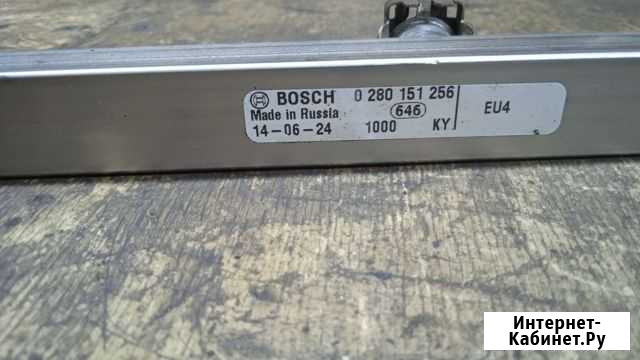 BOSCH 0 280 151 256
Made in Russia 646 EU4
14-06-24 1000 KY
Интернет-
Кабинет.Ру